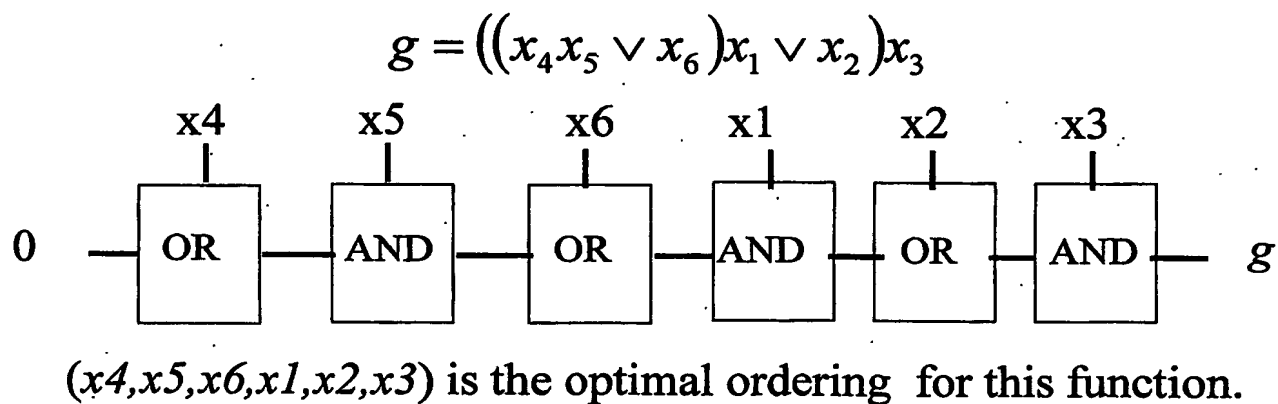 g = ((x₄x₅ ∨ x₆)x₁ ∨ x₂)x₃
x4 x5 x6 x1 x2 x3
0 OR AND OR AND OR AND g
(x4,x5,x6,x1,x2,x3) is the optimal ordering for this function.